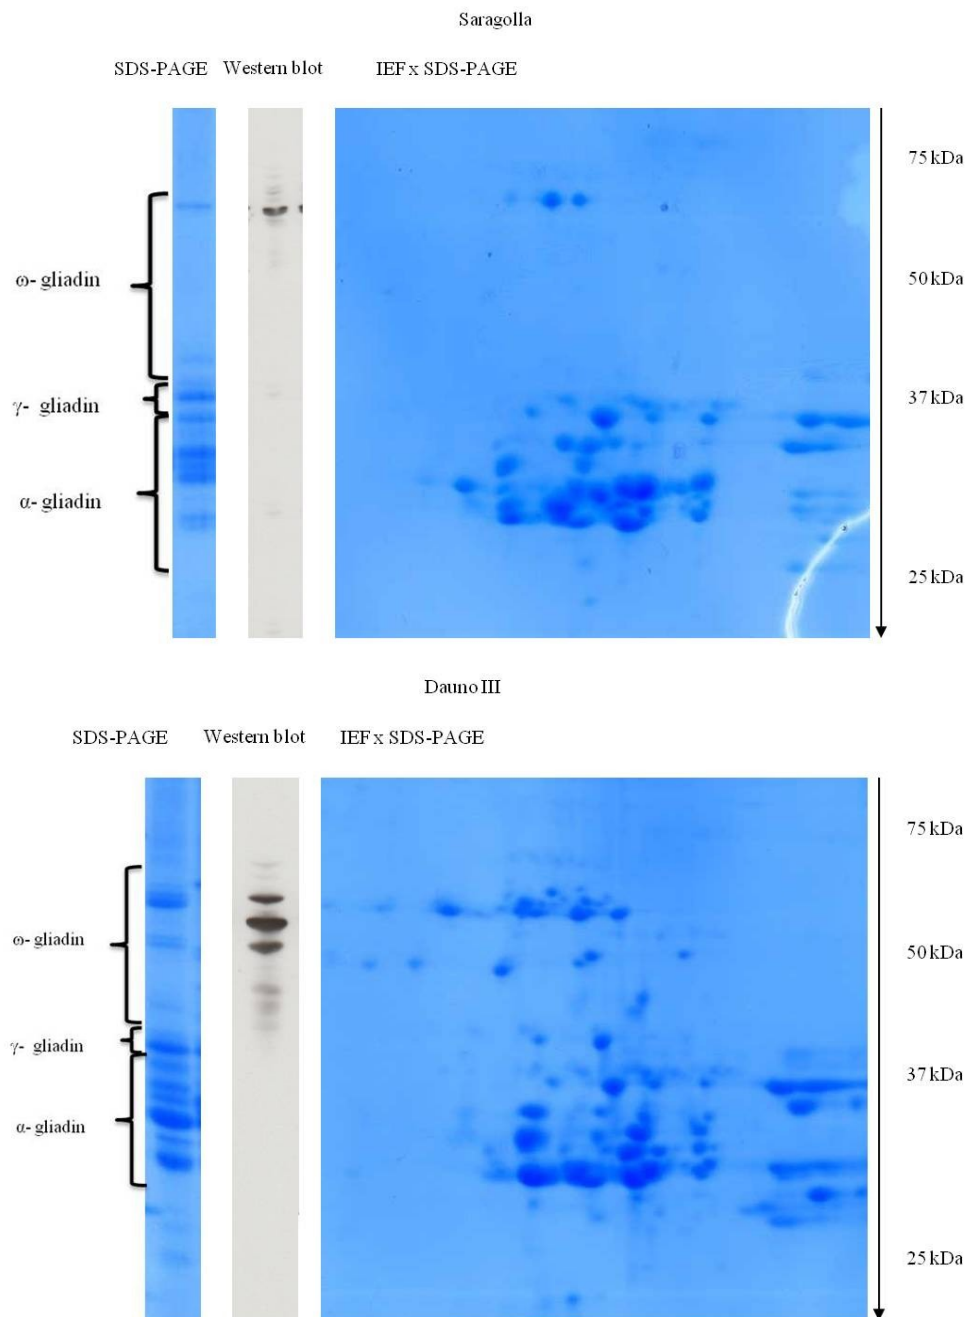 Saragolla
SDS-PAGE Western blot IEF x SDS-PAGE
75 kDa
ω- gliadin
50 kDa
γ- gliadin
37 kDa
α- gliadin
25 kDa
Dauno III
SDS-PAGE Western blot IEF x SDS-PAGE
75 kDa
ω- gliadin
50 kDa
γ- gliadin
37 kDa
α- gliadin
25 kDa